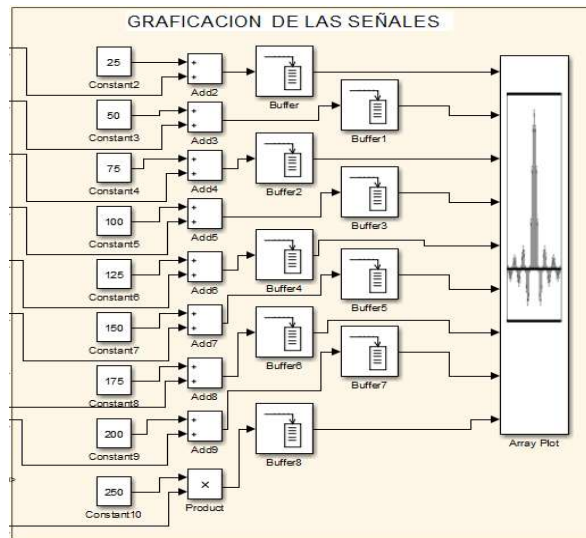 GRAFICACION DE LAS SEÑALES
25
Constant2
Add2
Buffer
50
Constant3
Add3
Buffer1
75
Constant4
Add4
Buffer2
100
Constant5
Add5
Buffer3
125
Constant6
Add6
Buffer4
150
Constant7
Add7
Buffer5
175
Constant8
Add8
Buffer6
200
Constant9
Add9
Buffer7
250
Constant10
×
Product
Buffer8
Array Plot